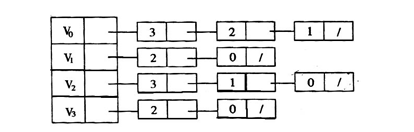 V₀ 3 2 1 /
V₁ 2 0 /
V₂ 3 1 0 /
V₃ 2 0 /